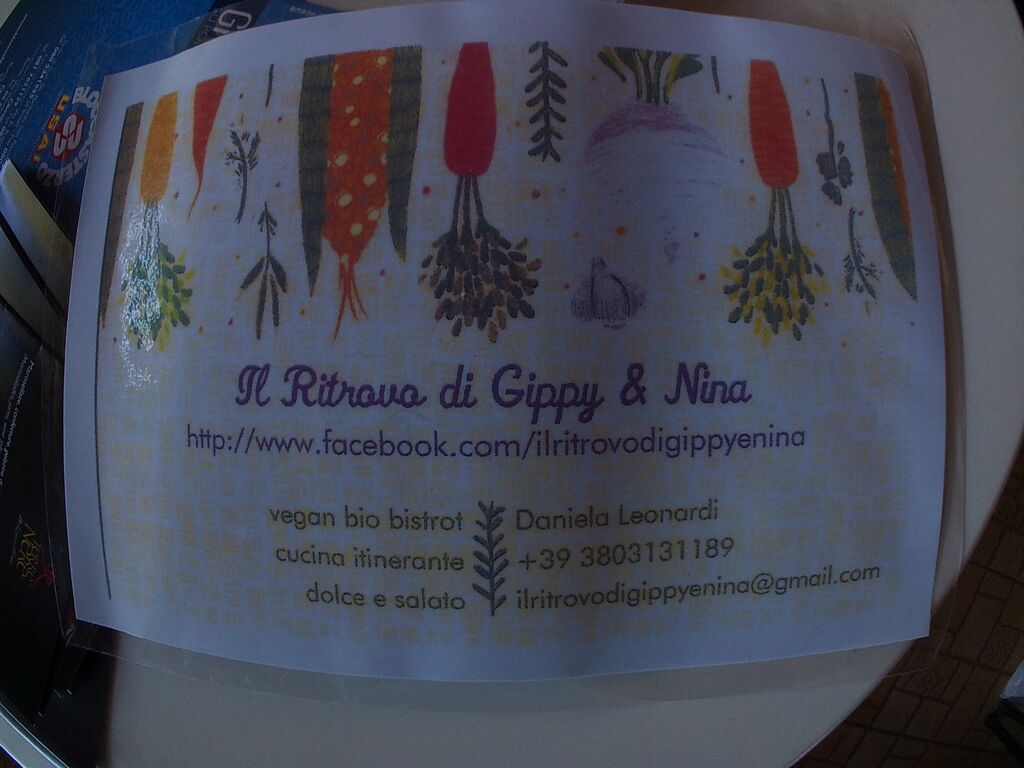 Il Ritrovo di Gippy & Nina
http://www.facebook.com/ilritrovodigippyenina
vegan bio bistrot
cucina itinerante
dolce e salato
Daniela Leonardi
+39 3803131189
ilritrovodigippyenina@gmail.com